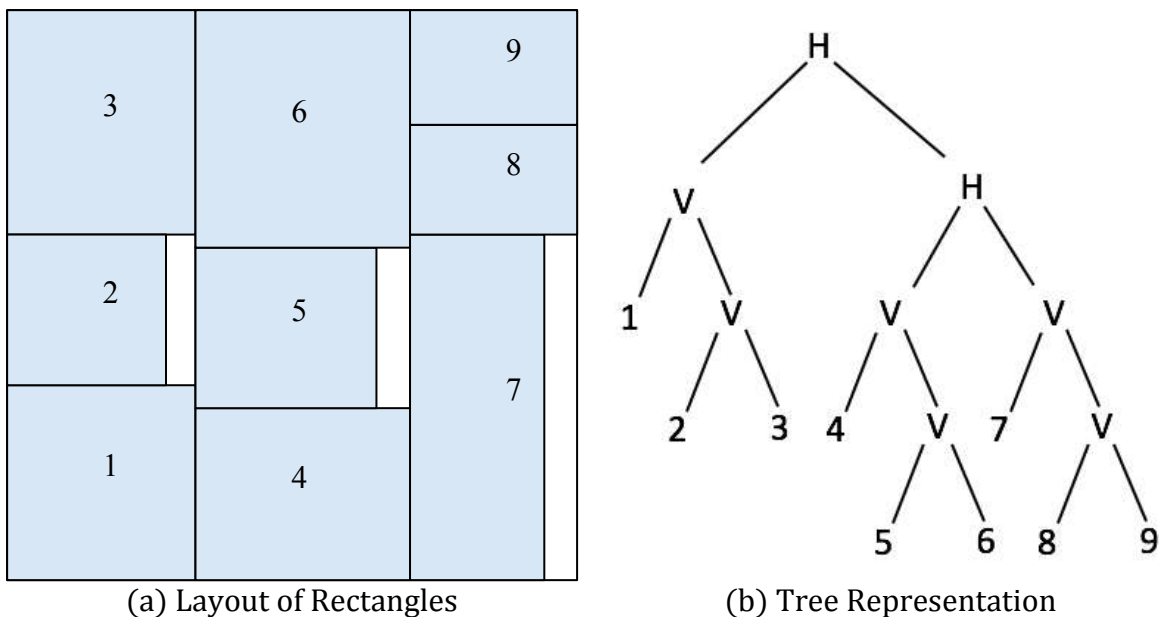 3 6 9
8
2 5
7
1 4
(a) Layout of Rectangles
H
V H
1 V V V
2 3 4 V 7 V
5 6 8 9
(b) Tree Representation